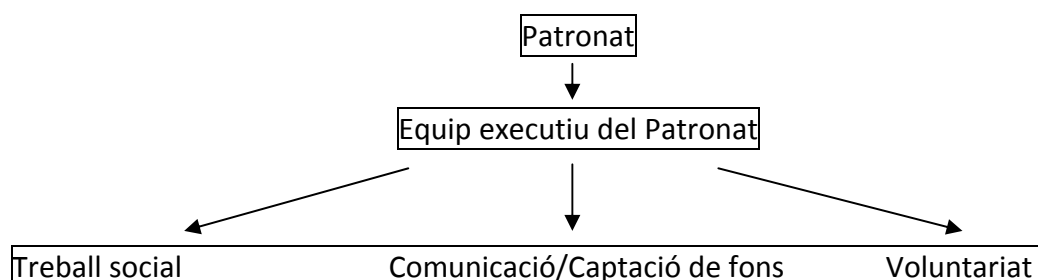 Patronat
Equip executiu del Patronat
Treball social Comunicació/Captació de fons Voluntariat